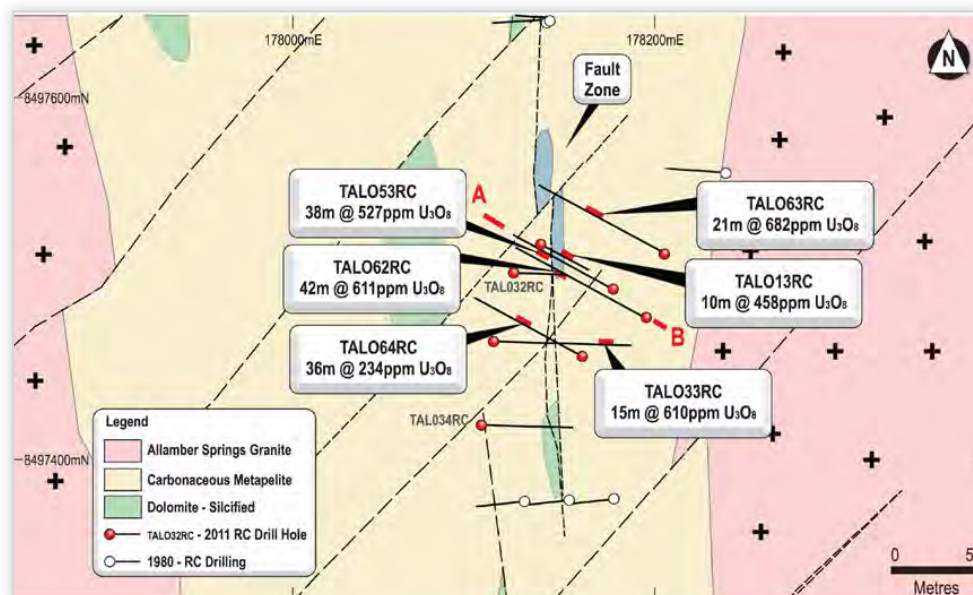 178000mE
178200mE
N
8497600mN
Fault
Zone
A
TALO53RC
38m @ 527ppm U₃O₈
TALO63RC
21m @ 682ppm U₃O₈
TALO62RC
42m @ 611ppm U₃O₈
TAL032RC
TALO13RC
10m @ 458ppm U₃O₈
B
TALO64RC
36m @ 234ppm U₃O₈
TALO33RC
15m @ 610ppm U₃O₈
TAL034RC
8497400mN
Legend
Allamber Springs Granite
Carbonaceous Metapelite
Dolomite - Silcified
TALO32RC - 2011 RC Drill Hole
1980 - RC Drilling
0
Metres